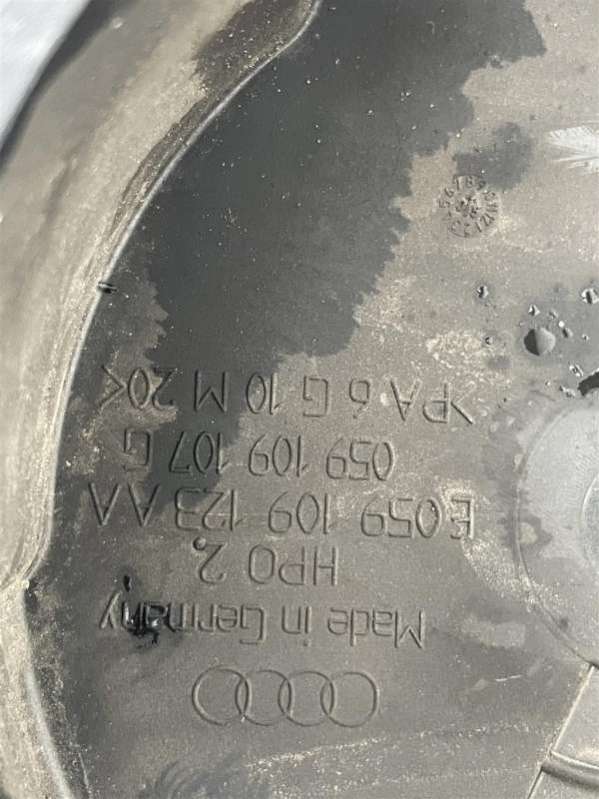 Made in Germany
HPO 2.
E059 109 123 AA
059 109 107 G
>PA 6 G 10 M 20<